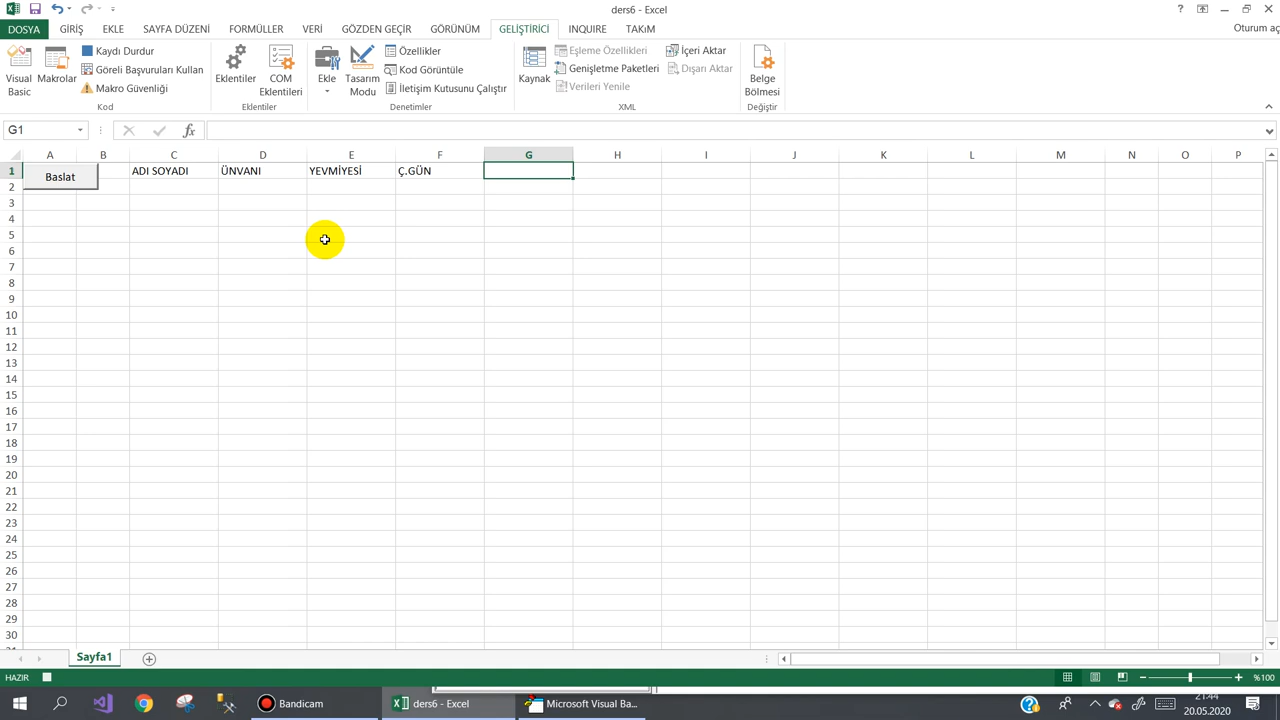 ders6 - Excel
DOSYA GİRİŞ EKLE SAYFA DÜZENİ FORMÜLLER VERİ GÖZDEN GEÇİR GÖRÜNÜM GELİŞTİRİCİ INQUIRE TAKıM Oturum aç
Visual Basic
Makrolar
Kaydı Durdur
Göreli Başvuruları Kullan
Makro Güvenliği
Kod
Eklentiler
COM Eklentileri
Eklentiler
Ekle
Tasarım Modu
Özellikler
Kod Görüntüle
İletişim Kutusunu Çalıştır
Denetimler
Kaynak
Eşleme Özellikleri
Genişletme Paketleri
Verileri Yenile
İçeri Aktar
Dışarı Aktar
XML
Belge Bölmesi
Değiştir
G1 fx
A B C D E F G H I J K L M N O P
1 Baslat ADI SOYADI ÜNVANI YEVMİYESİ Ç.GÜN
2
3
4
5
6
7
8
9
10
11
12
13
14
15
16
17
18
19
20
21
22
23
24
25
26
27
28
29
30
Sayfa1
HAZIR %100
Bandicam ders6 - Excel Microsoft Visual Ba... 21:44
20.05.2020